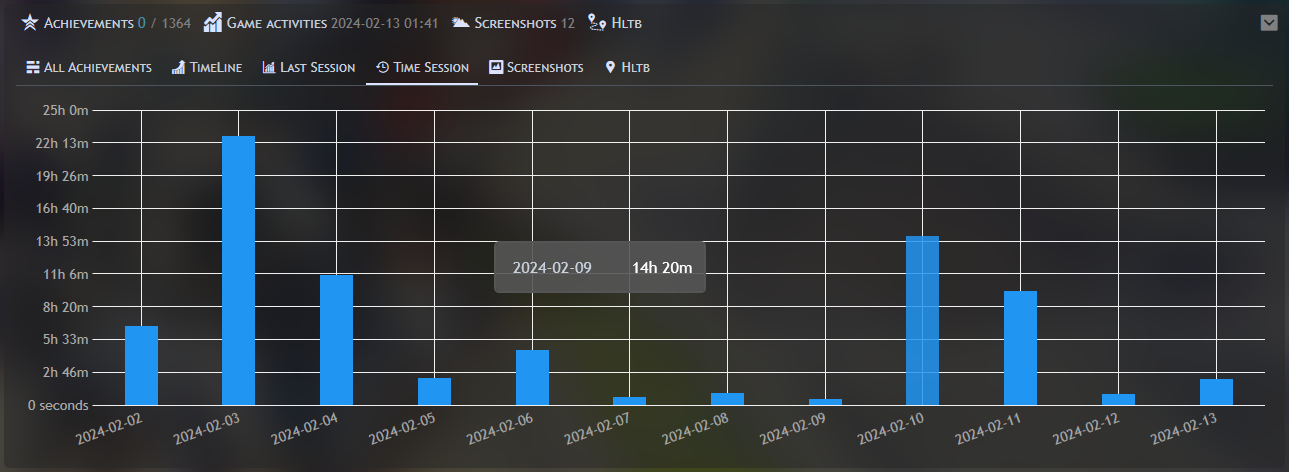 Achievements 0 / 1364 Game activities 2024-02-13 01:41 Screenshots 12 Hltb
All Achievements TimeLine Last Session Time Session Screenshots Hltb
25h 0m
22h 13m
19h 26m
16h 40m
13h 53m
11h 6m
8h 20m
5h 33m
2h 46m
0 seconds
2024-02-09 14h 20m
2024-02-02 2024-02-03 2024-02-04 2024-02-05 2024-02-06 2024-02-07 2024-02-08 2024-02-09 2024-02-10 2024-02-11 2024-02-12 2024-02-13